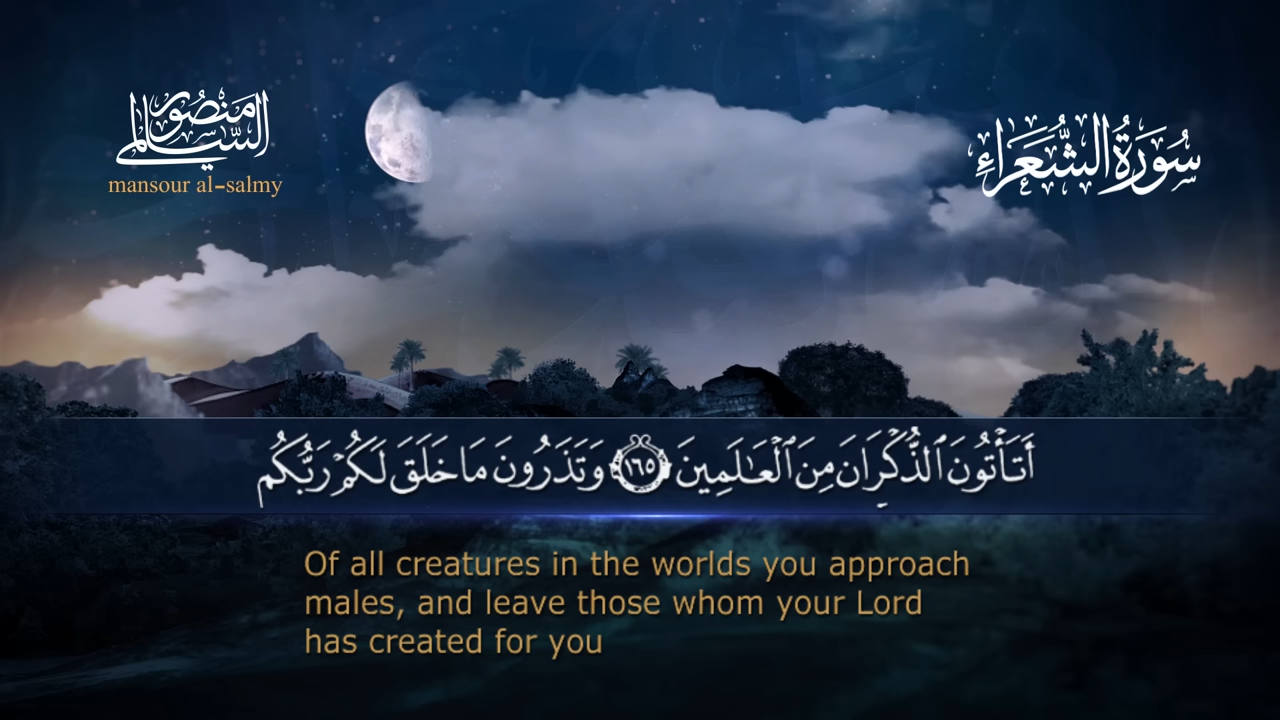 منصور السالمي
mansour al-salmy
سُورَةُ الشُّعَرَاءِ
أَتَأْتُونَ ٱلذُّكْرَانَ مِنَ ٱلْعَـٰلَمِينَ ١٦٥ وَتَذَرُونَ مَا خَلَقَ لَكُمْ رَبُّكُم
Of all creatures in the worlds you approach
males, and leave those whom your Lord
has created for you